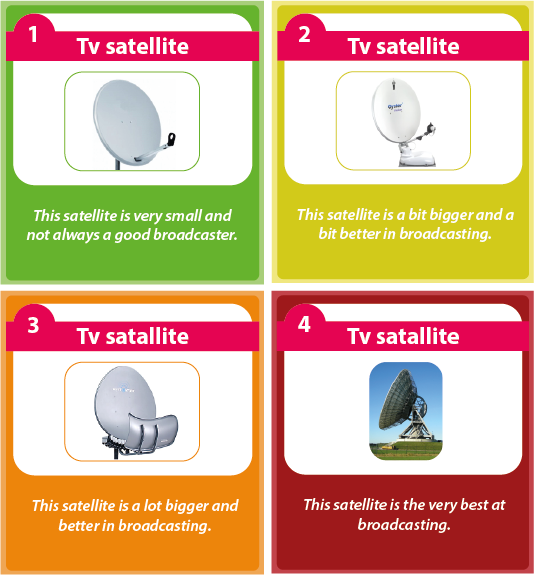 1
Tv satellite
This satellite is very small and
not always a good broadcaster.
2
Tv satellite
Oyster
This satellite is a bit bigger and a
bit better in broadcasting.
3
Tv satallite
This satellite is a lot bigger and
better in broadcasting.
4
Tv satallite
This satellite is the very best at
broadcasting.